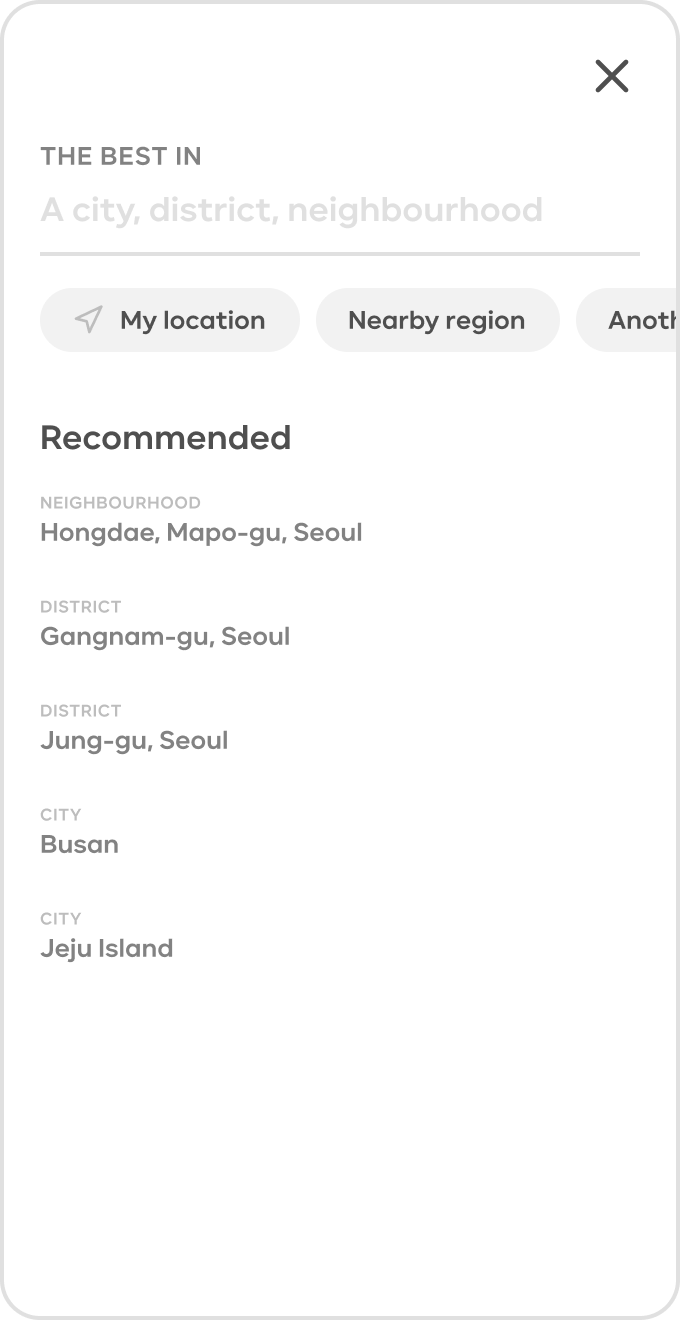 THE BEST IN
A city, district, neighbourhood
My location
Nearby region
Recommended
NEIGHBOURHOOD
Hongdae, Mapo-gu, Seoul
DISTRICT
Gangnam-gu, Seoul
DISTRICT
Jung-gu, Seoul
CITY
Busan
CITY
Jeju Island